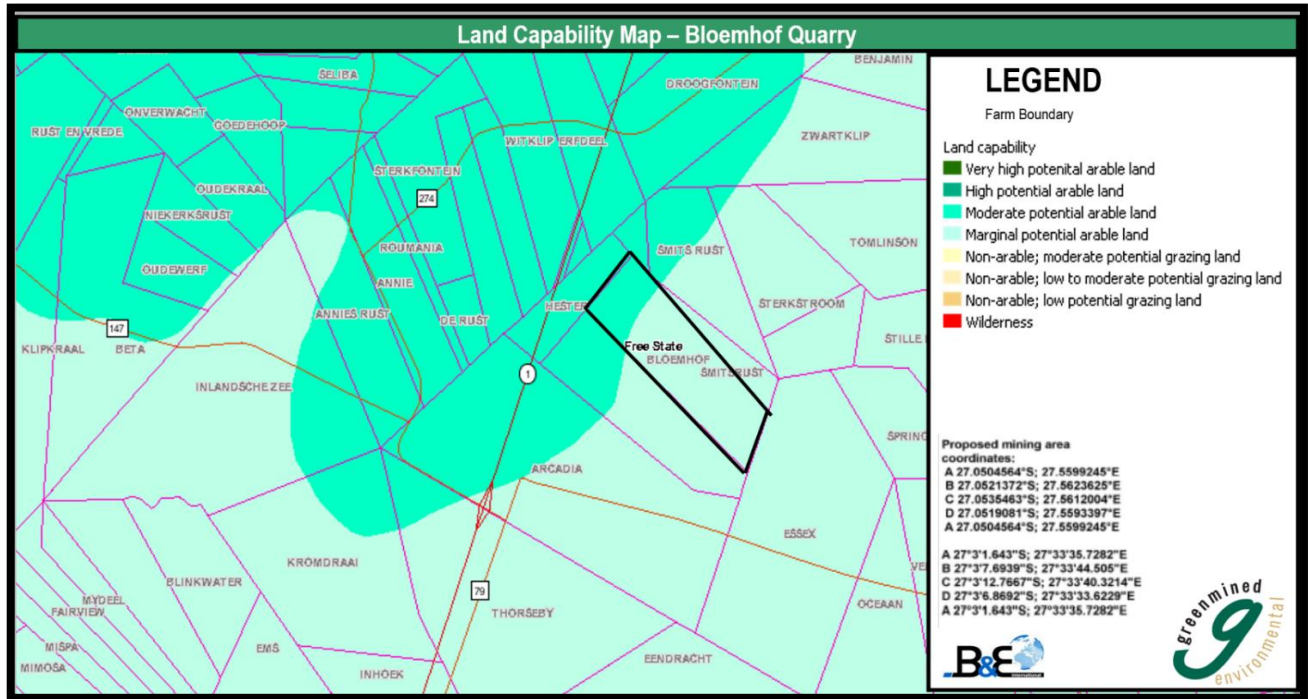 Land Capability Map – Bloemhof Quarry
BENJAMIN
SELIBA
DROOGFONTEIN
ONVERWACHT
RUST EN VREDE
GOEDEHOOP
WITKLIP ERFDEEL
ZWARTKLIP
STERKFONTEIN
OUDEKRAAL
274
NIEKERKSRUST
ROUMANIA
SMITS RUST
TOMLINSON
OUDEWERF
ANNIE
STERKSTROOM
HESTER
ANNIES RUST
DE RUST
147
KLIPKRAAL
BETA
Free State
STILLE
BLOEMHOF
SMITSRUST
1
INLANDSCHE ZEE
SPRING
ARCADIA
ESSEX
KROMDRAAI
VE
BLINKWATER
79
MYDEEL
FAIRVIEW
THORSEBY
OCEAAN
MISPA
EMS
EENDRACHT
MIMOSA
INHOEK
LEGEND
Farm Boundary
Land capability
Very high potenital arable land
High potential arable land
Moderate potential arable land
Marginal potential arable land
Non-arable; moderate potential grazing land
Non-arable; low to moderate potential grazing land
Non-arable; low potential grazing land
Wilderness
Proposed mining area
coordinates:
A 27.0504564°S; 27.5599245°E
B 27.0521372°S; 27.5623625°E
C 27.0535463°S; 27.5612004°E
D 27.0519081°S; 27.5593397°E
A 27.0504564°S; 27.5599245°E
A 27°3'1.643"S; 27°33'35.7282"E
B 27°3'7.6939"S; 27°33'44.505"E
C 27°3'12.7667"S; 27°33'40.3214"E
D 27°3'6.8692"S; 27°33'33.6229"E
A 27°3'1.643"S; 27°33'35.7282"E
B&E
International
greenmined
environmental